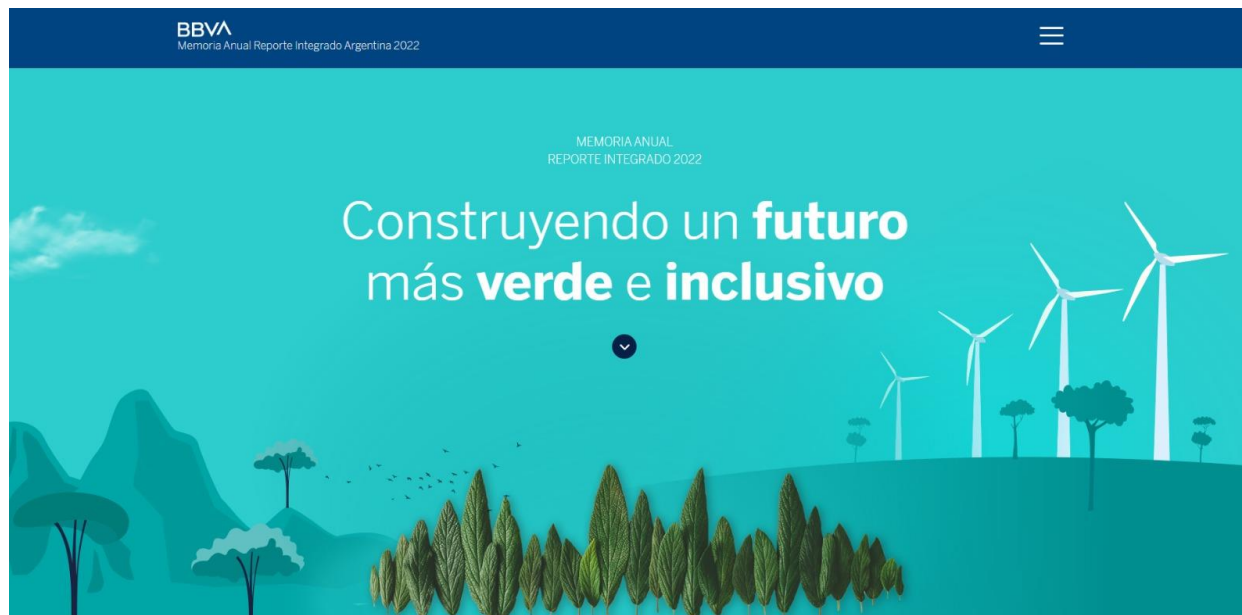 BBVA
Memoria Anual Reporte Integrado Argentina 2022
MEMORIA ANUAL
REPORTE INTEGRADO 2022
Construyendo un futuro
más verde e inclusivo